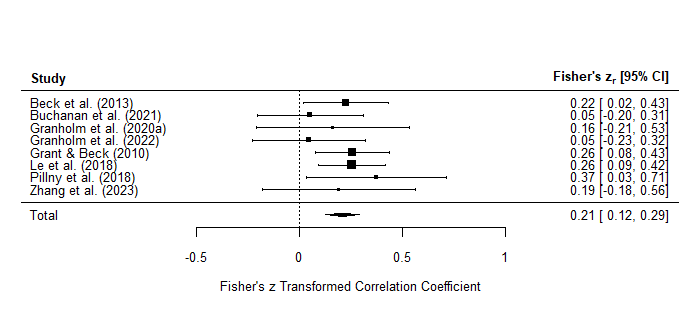 Study Fisher's zr [95% CI]
Beck et al. (2013) 0.22 [ 0.02, 0.43]
Buchanan et al. (2021) 0.05 [-0.20, 0.31]
Granholm et al. (2020a) 0.16 [-0.21, 0.53]
Granholm et al. (2022) 0.05 [-0.23, 0.32]
Grant & Beck (2010) 0.26 [ 0.08, 0.43]
Le et al. (2018) 0.26 [ 0.09, 0.42]
Pillny et al. (2018) 0.37 [ 0.03, 0.71]
Zhang et al. (2023) 0.19 [-0.18, 0.56]
Total 0.21 [ 0.12, 0.29]
-0.5 0 0.5 1
Fisher's z Transformed Correlation Coefficient